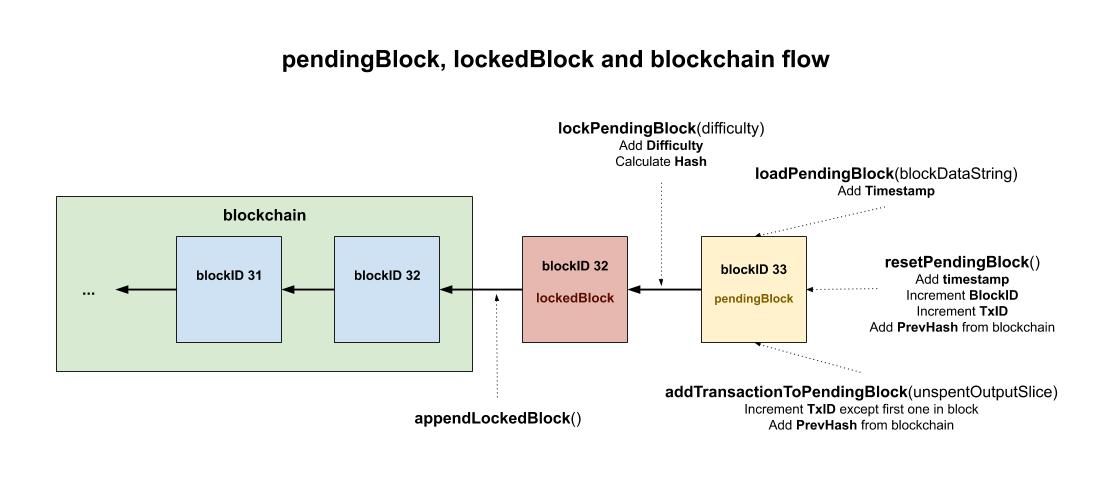 pendingBlock, lockedBlock and blockchain flow
lockPendingBlock(difficulty)
Add Difficulty
Calculate Hash
loadPendingBlock(blockDataString)
Add Timestamp
blockchain
...
blockID 31
blockID 32
blockID 32
lockedBlock
blockID 33
pendingBlock
resetPendingBlock()
Add timestamp
Increment BlockID
Increment TxID
Add PrevHash from blockchain
addTransactionToPendingBlock(unspentOutputSlice)
Increment TxID except first one in block
Add PrevHash from blockchain
appendLockedBlock()